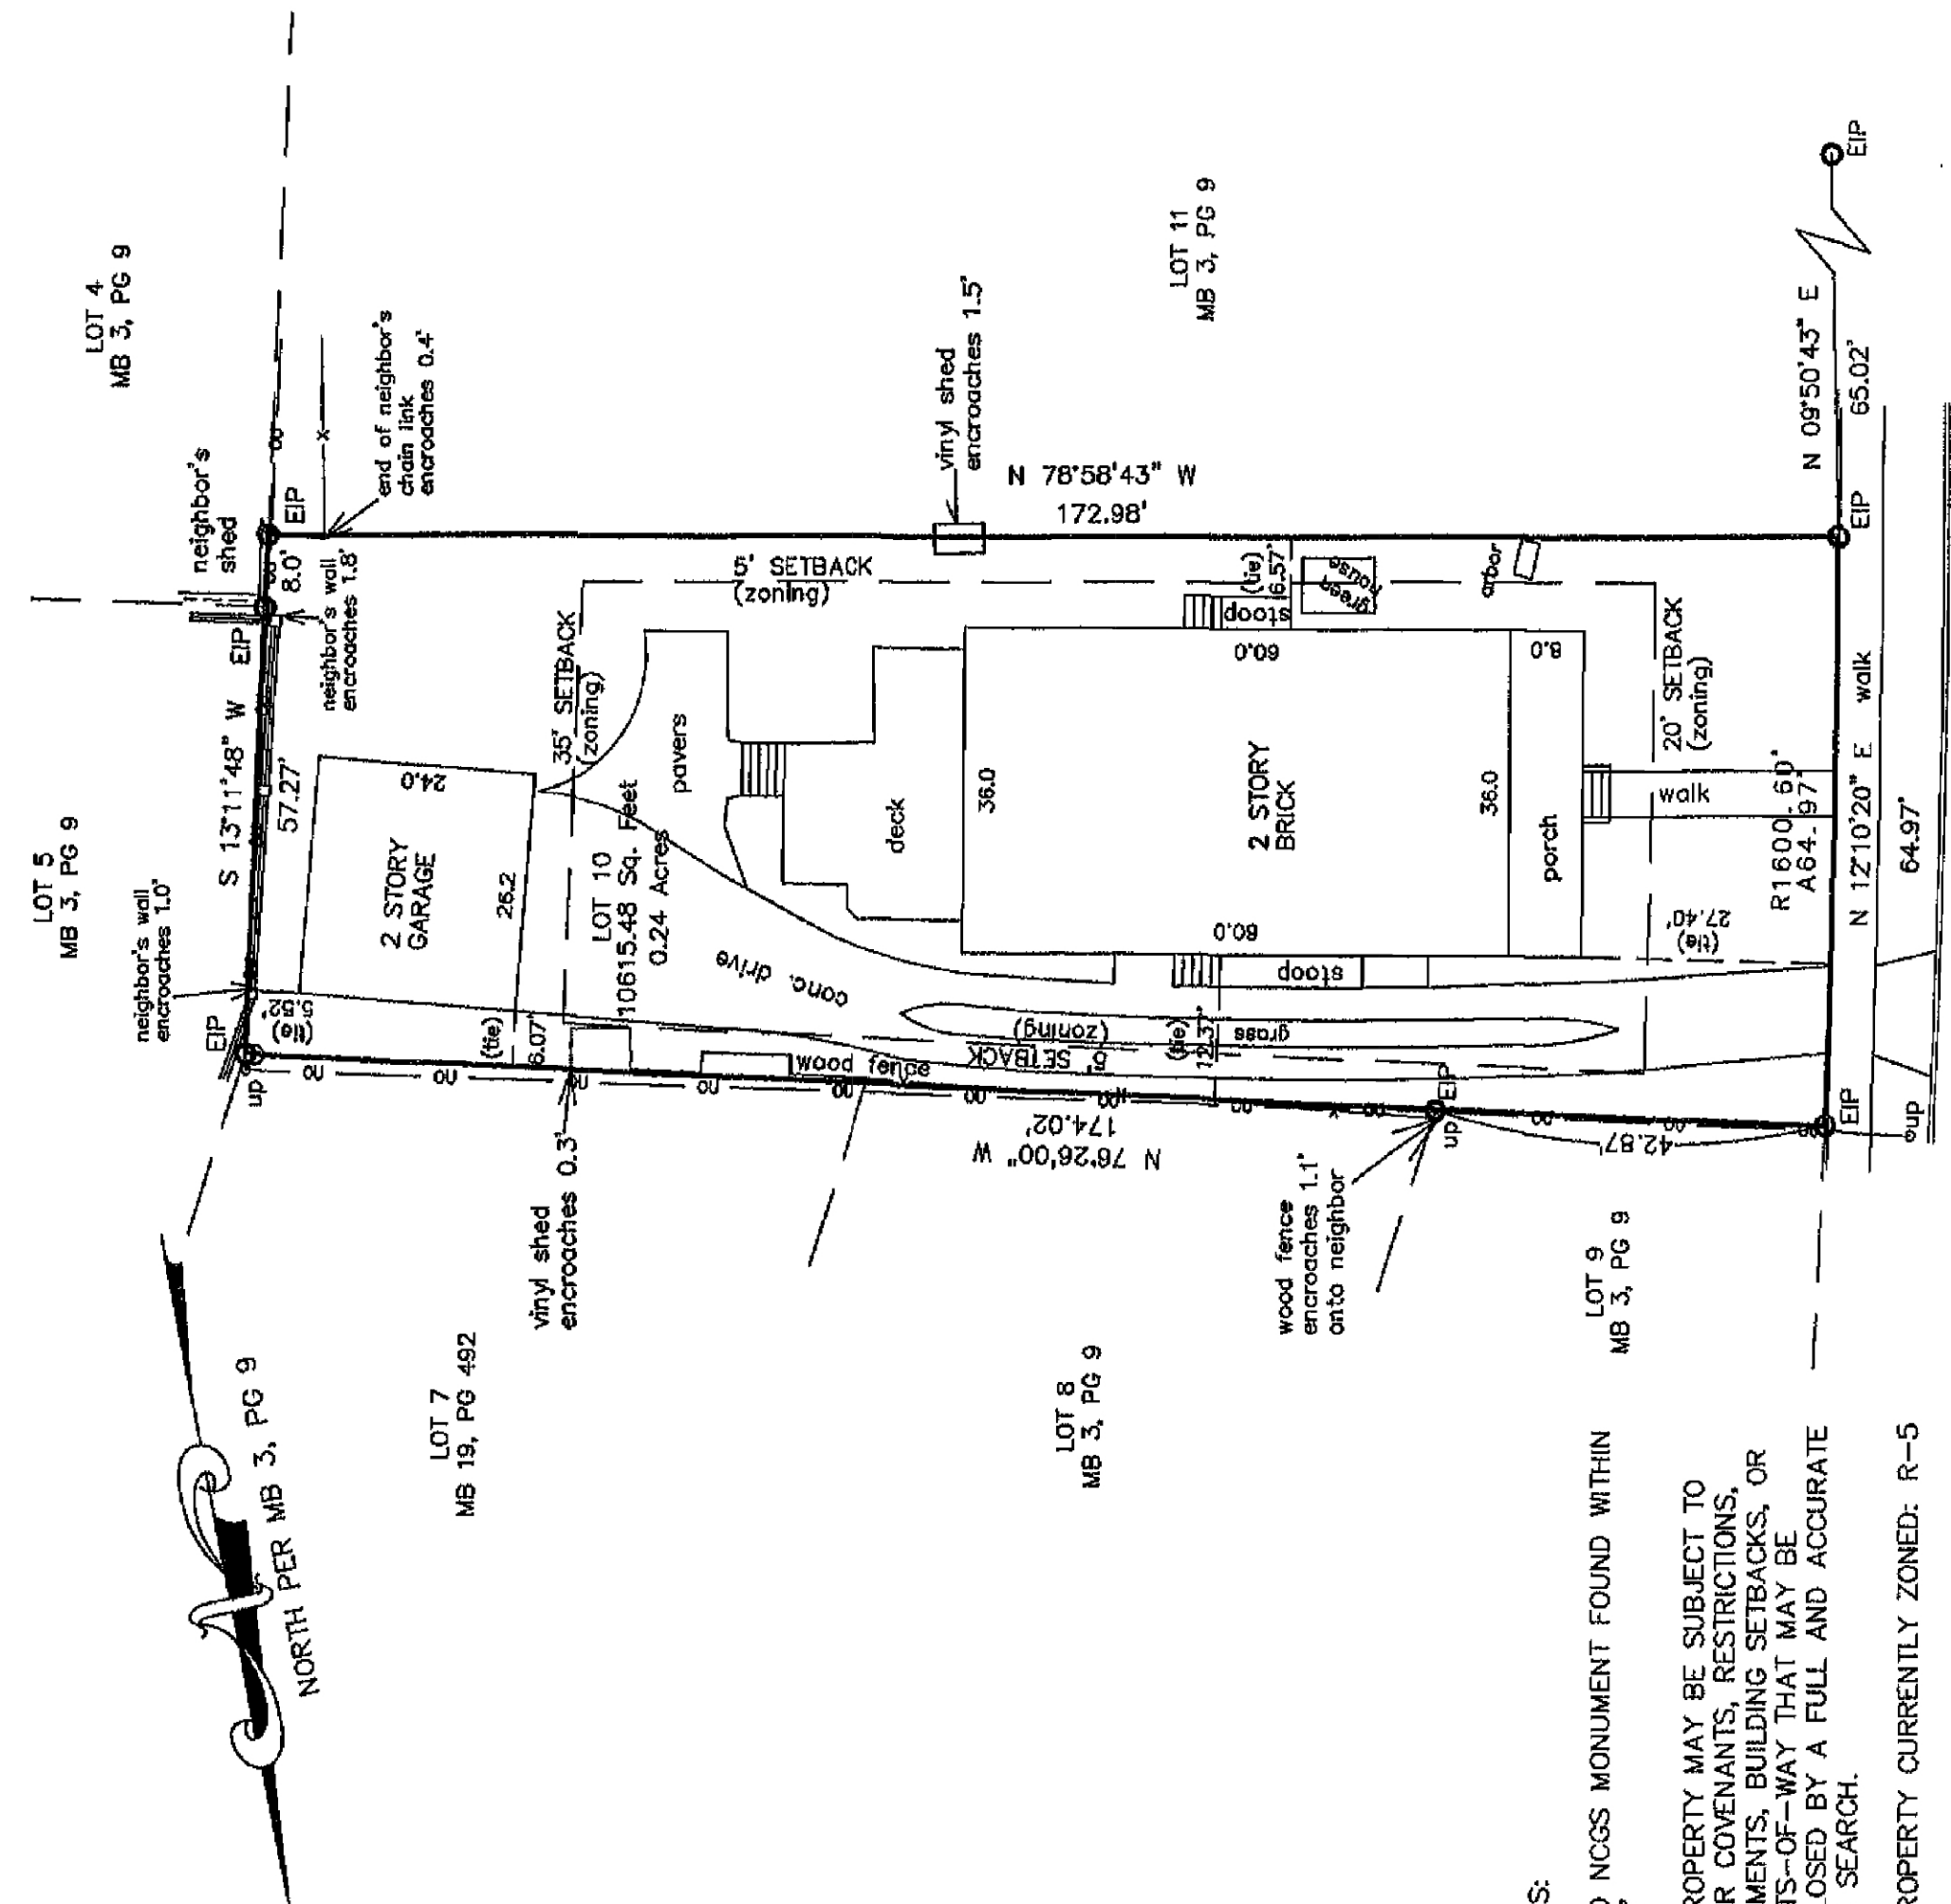 LOT 4
MB 3, PG 9
LOT 5
MB 3, PG 9
neighbor's
shed
EIP
8.0'
EIP
neighbor's wall
encroaches 1.8'
end of neighbor's
chain link
encroaches 0.4'
x
S 13°11'48" W
57.27'
neighbor's wall
encroaches 1.0'
EIP
up
5.52'
(tie)
24.0
2 STORY
GARAGE
26.2
(tie)
6.07'
35' SETBACK
(zoning)
5' SETBACK
(zoning)
vinyl shed
encroaches 1.5'
N 78°58'43" W
172.98'
LOT 11
MB 3, PG 9
pavers
LOT 10
10615.48 Sq. Feet
0.24 Acres
conc. drive
deck
36.0
60.0
2 STORY
BRICK
60.0
36.0
8.0
porch
stoop
(tie)
6.57'
green
house
arbor
stoop
wood fence
5' SETBACK
(zoning)
(tie)
12.31'
grass
20' SETBACK
(zoning)
walk
27.40'
(tie)
R1600.60'
A64.97'
N 12°10'20" E
walk
64.97'
N 09°50'43" E
65.02'
EIP
EIP
N 76°26'00" W
174.02'
vinyl shed
encroaches 0.3'
wood fence
encroaches 1.1'
onto neighbor
EIP
up
42.87'
EIP
up
LOT 7
MB 19, PG 492
LOT 8
MB 3, PG 9
LOT 9
MB 3, PG 9
NORTH PER MB 3, PG 9
S:
NCGS MONUMENT FOUND WITHIN
ROPERTY MAY BE SUBJECT TO
R COVENANTS, RESTRICTIONS,
MENTS, BUILDING SETBACKS, OR
TS-OF-WAY THAT MAY BE
LOSED BY A FULL AND ACCURATE
SEARCH.
ROPERTY CURRENTLY ZONED: R-5